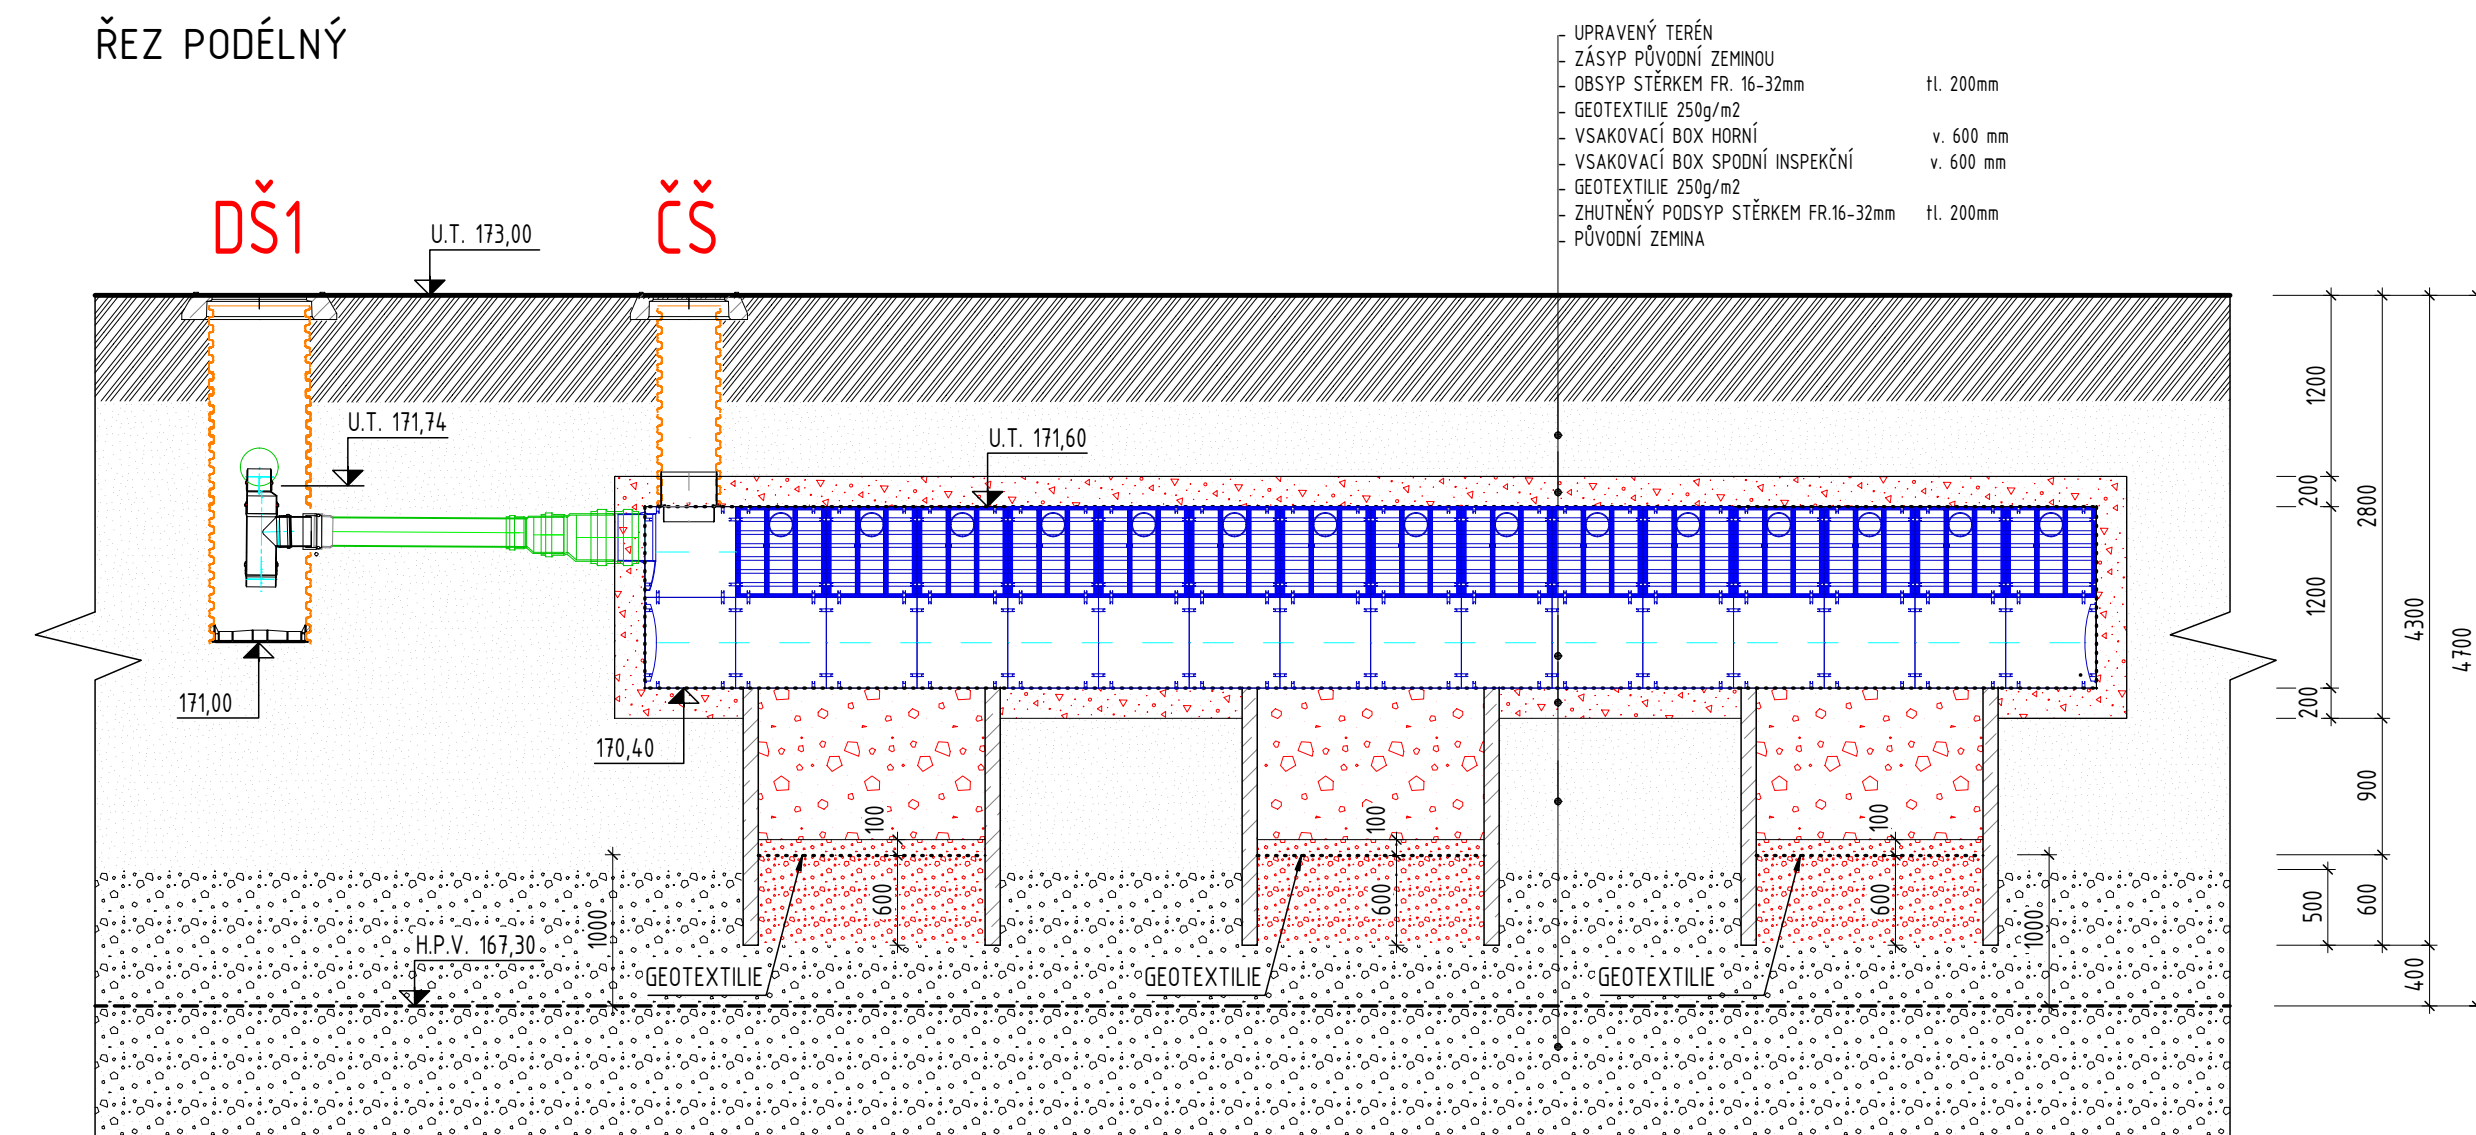 ŘEZ PODÉLNÝ
UPRAVENÝ TERÉN
ZÁSYP PŮVODNÍ ZEMINOU
OBSYP STĚRKEM FR. 16-32mm tl. 200mm
GEOTEXTILIE 250g/m2
VSAKOVACÍ BOX HORNÍ v. 600 mm
VSAKOVACÍ BOX SPODNÍ INSPEKČNÍ v. 600 mm
GEOTEXTILIE 250g/m2
ZHUTNĚNÝ PODSYP STĚRKEM FR.16-32mm tl. 200mm
PŮVODNÍ ZEMINA
DŠ1
ČŠ
U.T. 173,00
U.T. 171,74
U.T. 171,60
171,00
170,40
H.P.V. 167,30
1000
100
600
GEOTEXTILIE
100
600
GEOTEXTILIE
100
600
GEOTEXTILIE
1000
1200
200
1200
200
500
2800
900
600
4300
400
4700